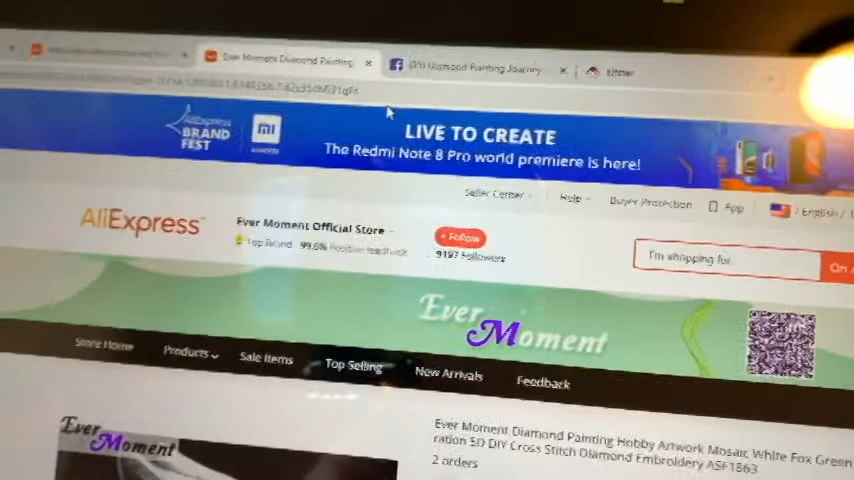 Ever Moment Diamond Painting
Diamond Painting Journey
AliExpress
BRAND
FEST
mi
LIVE TO CREATE
The Redmi Note 8 Pro world premiere is here!
Seller Center
Help
Buyer Protection
App
/ English /
AliExpress
Ever Moment Official Store
+ Follow
I'm shopping for
On A
Top Brand 99.0% Positive feedback
9197 Followers
Ever
Moment
Store Home
Products
Sale Items
Top Selling
New Arrivals
Feedback
Ever
Moment
Ever Moment Diamond Painting Hobby Artwork Mosaic White Fox Green
ration 5D DIY Cross Stitch Diamond Embroidery ASF1863
2 orders